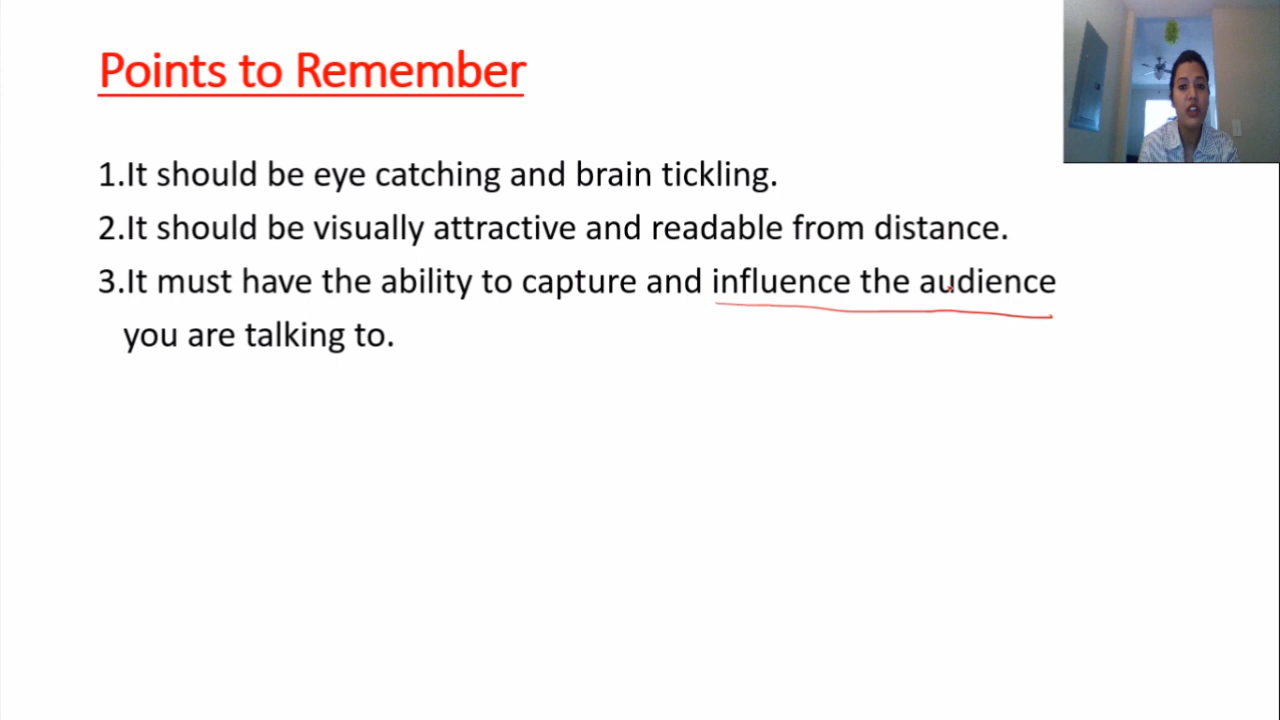 Points to Remember
1.It should be eye catching and brain tickling.
2.It should be visually attractive and readable from distance.
3.It must have the ability to capture and influence the audience
you are talking to.